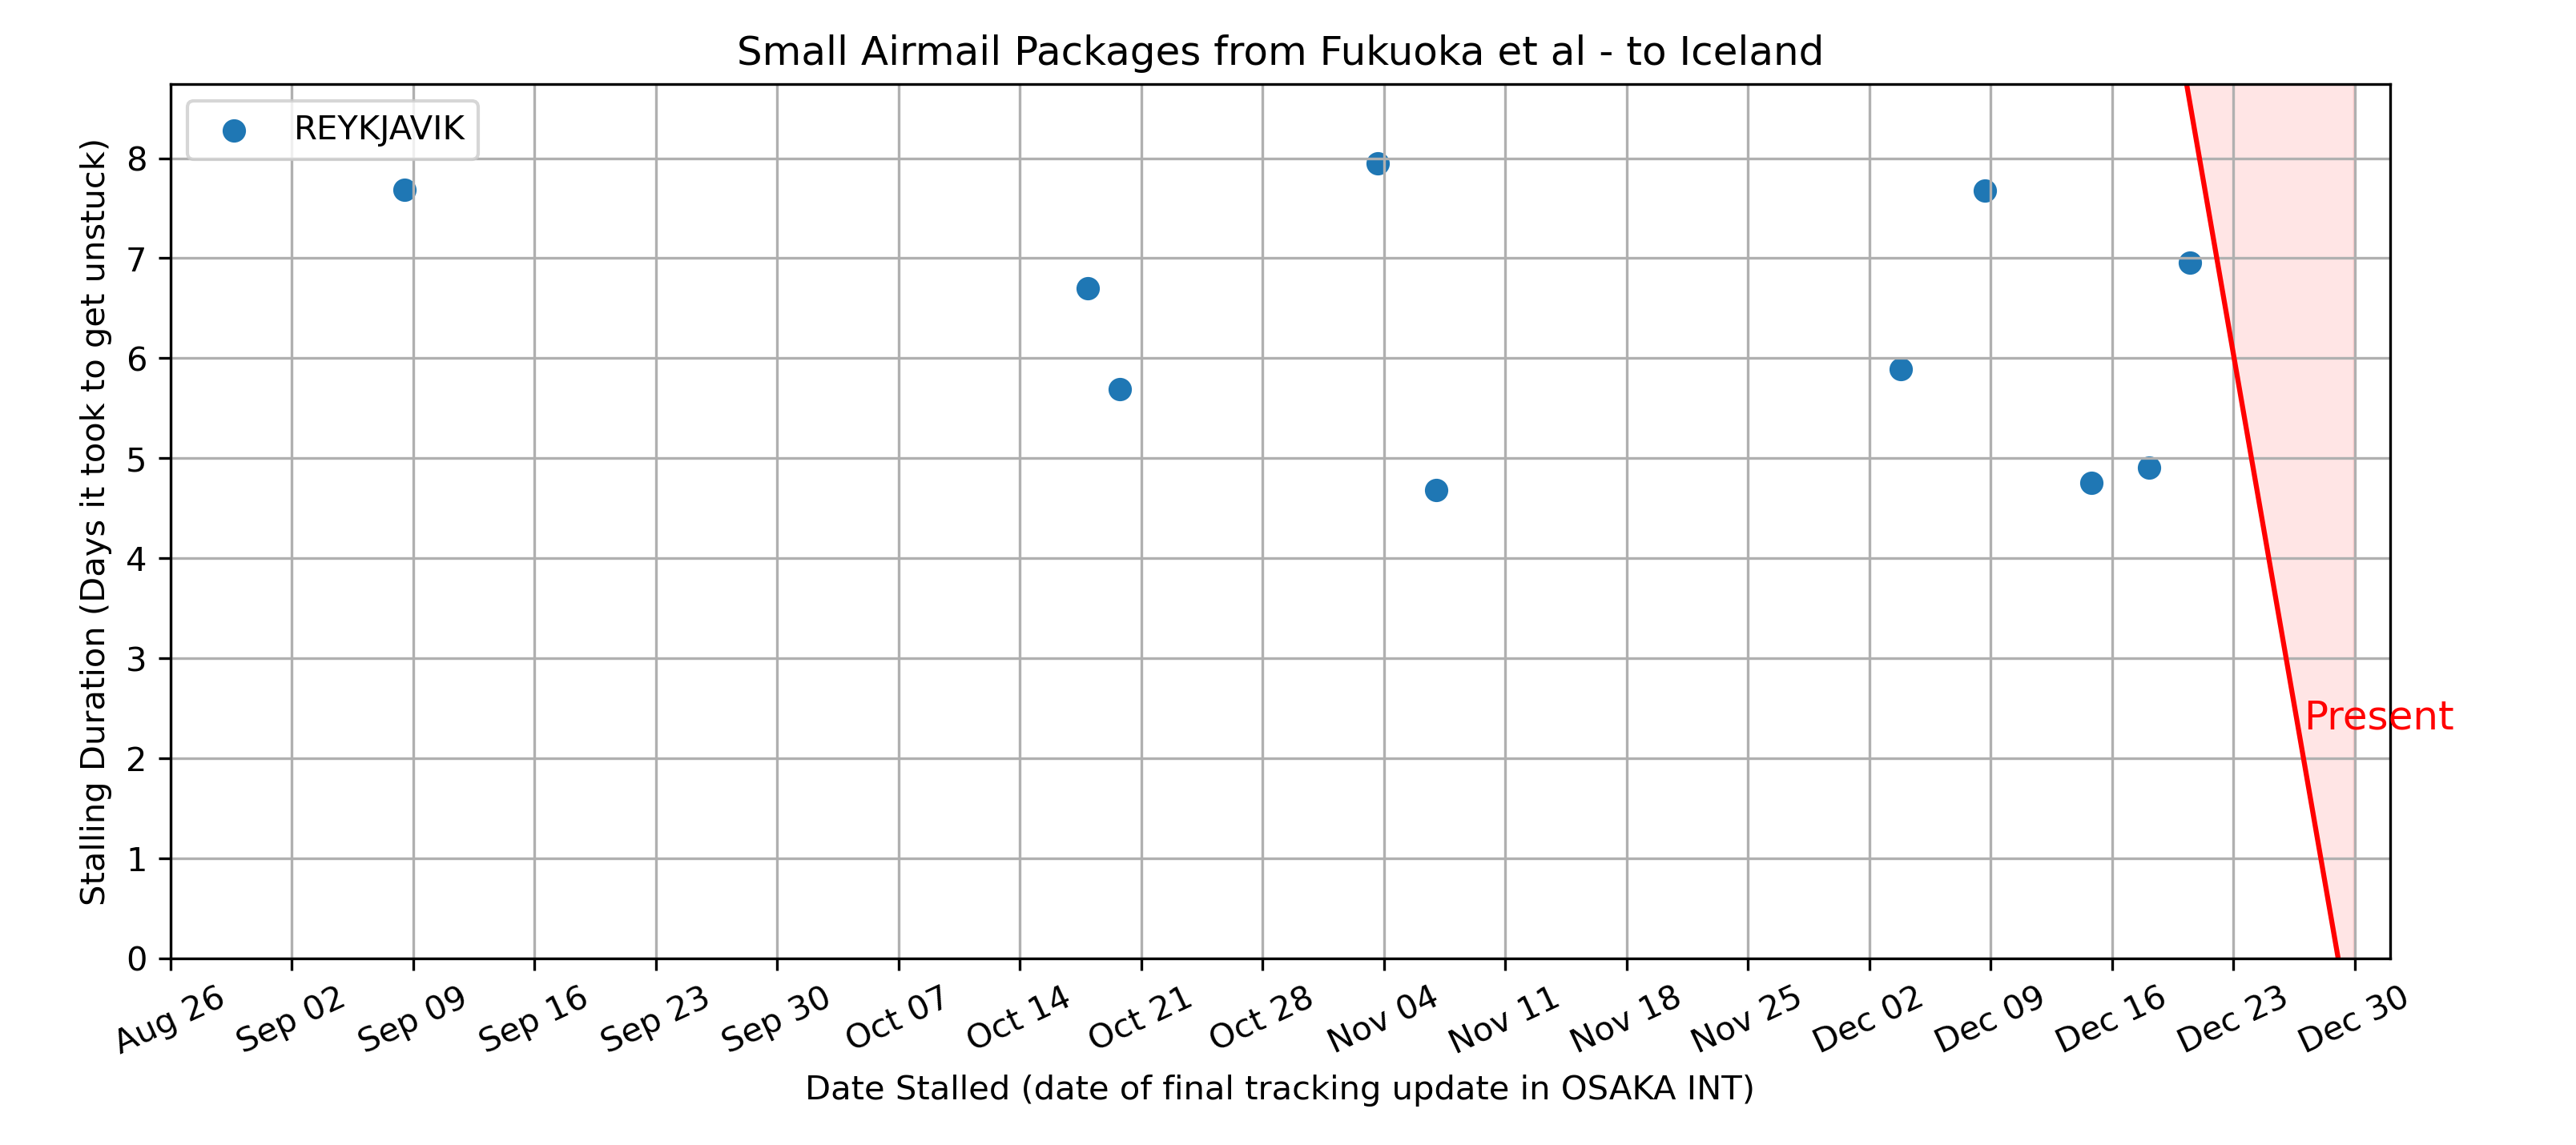 Small Airmail Packages from Fukuoka et al - to Iceland
REYKJAVIK
Stalling Duration (Days it took to get unstuck)
8
7
6
5
4
3
2
1
0
Present
Aug 26 Sep 02 Sep 09 Sep 16 Sep 23 Sep 30 Oct 07 Oct 14 Oct 21 Oct 28 Nov 04 Nov 11 Nov 18 Nov 25 Dec 02 Dec 09 Dec 16 Dec 23 Dec 30
Date Stalled (date of final tracking update in OSAKA INT)